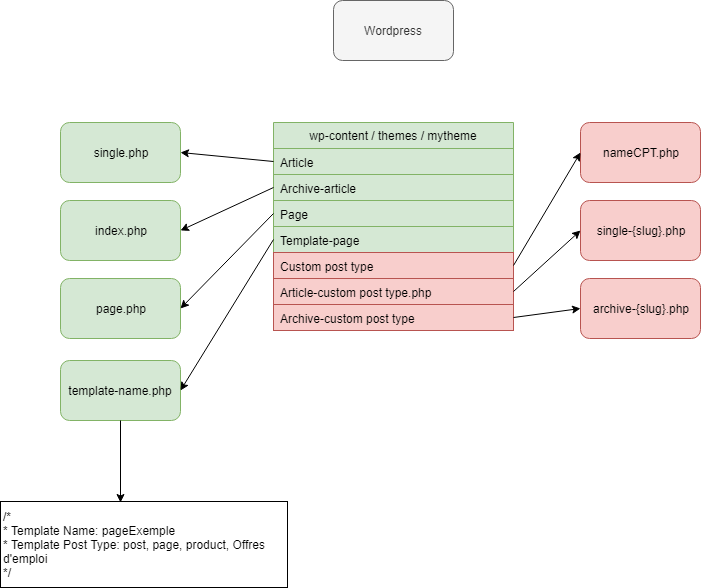 Wordpress
single.php
index.php
page.php
template-name.php
wp-content / themes / mytheme
Article
Archive-article
Page
Template-page
Custom post type
Article-custom post type.php
Archive-custom post type
nameCPT.php
single-{slug}.php
archive-{slug}.php
/*
* Template Name: pageExemple
* Template Post Type: post, page, product, Offres
d'emploi
*/